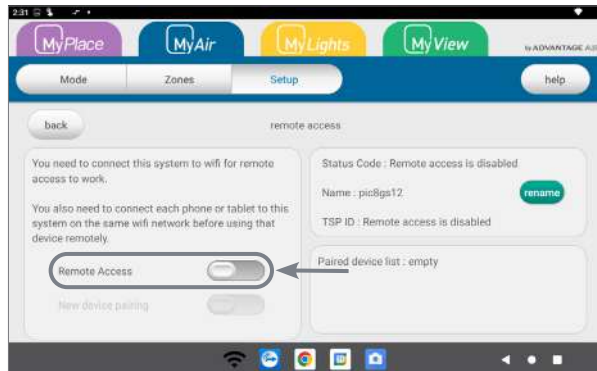 2:31
MyPlace
MyAir
MyLights
MyView
by ADVANTAGE AIR
Mode
Zones
Setup
help
back
remote access
You need to connect this system to wifi for remote
access to work.
You also need to connect each phone or tablet to this
system on the same wifi network before using that
device remotely.
Remote Access
New device pairing
Status Code : Remote access is disabled
Name : pic8gs12
rename
TSP ID : Remote access is disabled
Paired device list : empty